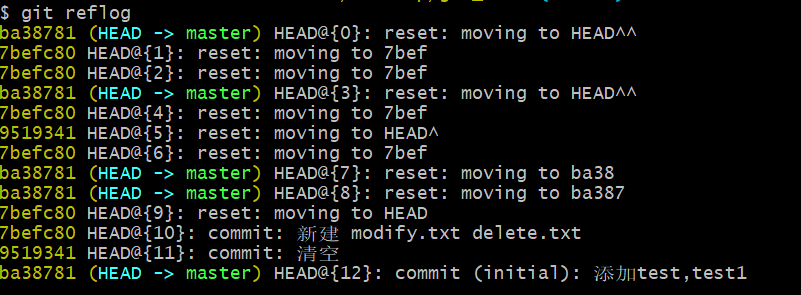 $ git reflog
ba38781 (HEAD -> master) HEAD@{0}: reset: moving to HEAD^^
7befc80 HEAD@{1}: reset: moving to 7bef
7befc80 HEAD@{2}: reset: moving to 7bef
ba38781 (HEAD -> master) HEAD@{3}: reset: moving to HEAD^^
7befc80 HEAD@{4}: reset: moving to 7bef
9519341 HEAD@{5}: reset: moving to HEAD^
7befc80 HEAD@{6}: reset: moving to 7bef
ba38781 (HEAD -> master) HEAD@{7}: reset: moving to ba38
ba38781 (HEAD -> master) HEAD@{8}: reset: moving to ba387
7befc80 HEAD@{9}: reset: moving to HEAD
7befc80 HEAD@{10}: commit: 新建 modify.txt delete.txt
9519341 HEAD@{11}: commit: 清空
ba38781 (HEAD -> master) HEAD@{12}: commit (initial): 添加test,test1